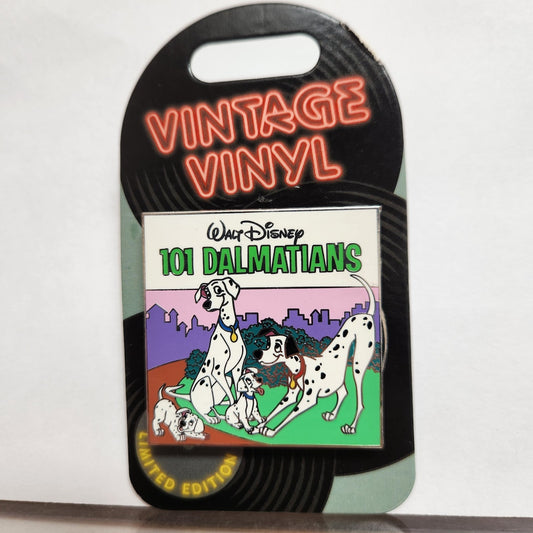 VINTAGE
VINYL
WALT DISNEY
101 DALMATIANS
LIMITED EDITION